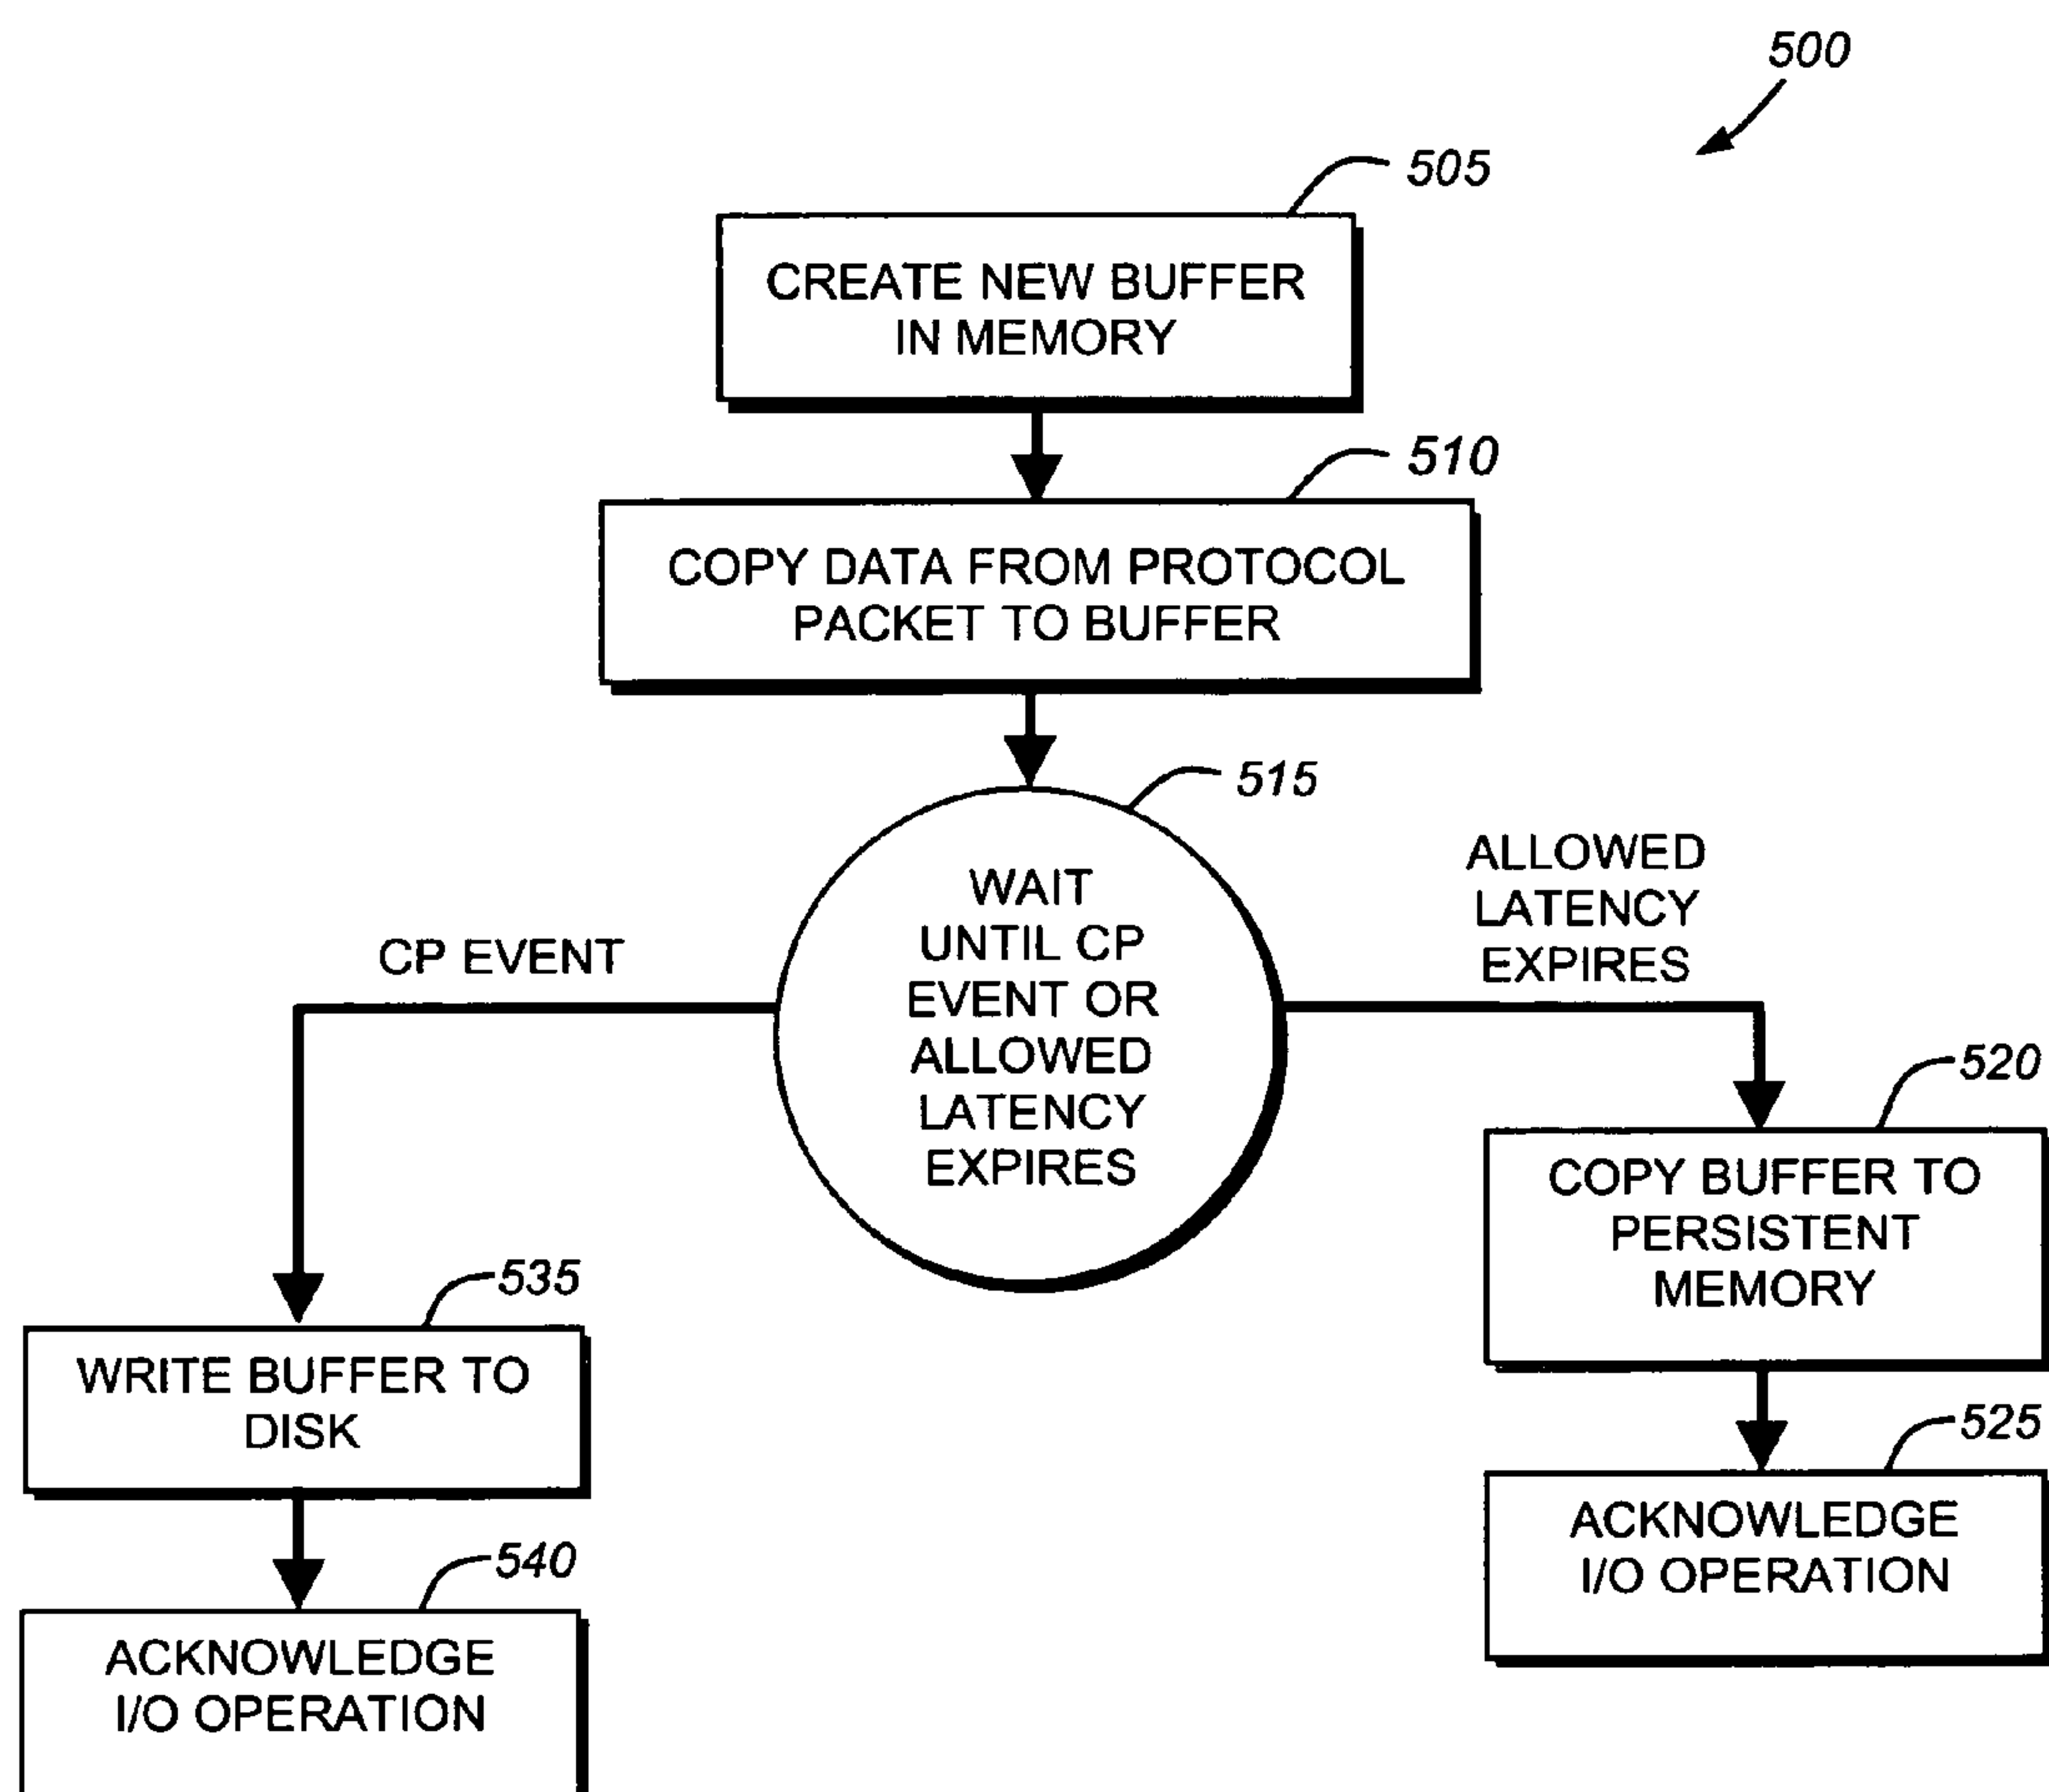 500
505
CREATE NEW BUFFER
IN MEMORY
510
COPY DATA FROM PROTOCOL
PACKET TO BUFFER
515
WAIT
UNTIL CP
EVENT OR
ALLOWED
LATENCY
EXPIRES
CP EVENT
ALLOWED
LATENCY
EXPIRES
520
COPY BUFFER TO
PERSISTENT
MEMORY
535
WRITE BUFFER TO
DISK
525
ACKNOWLEDGE
I/O OPERATION
540
ACKNOWLEDGE
I/O OPERATION